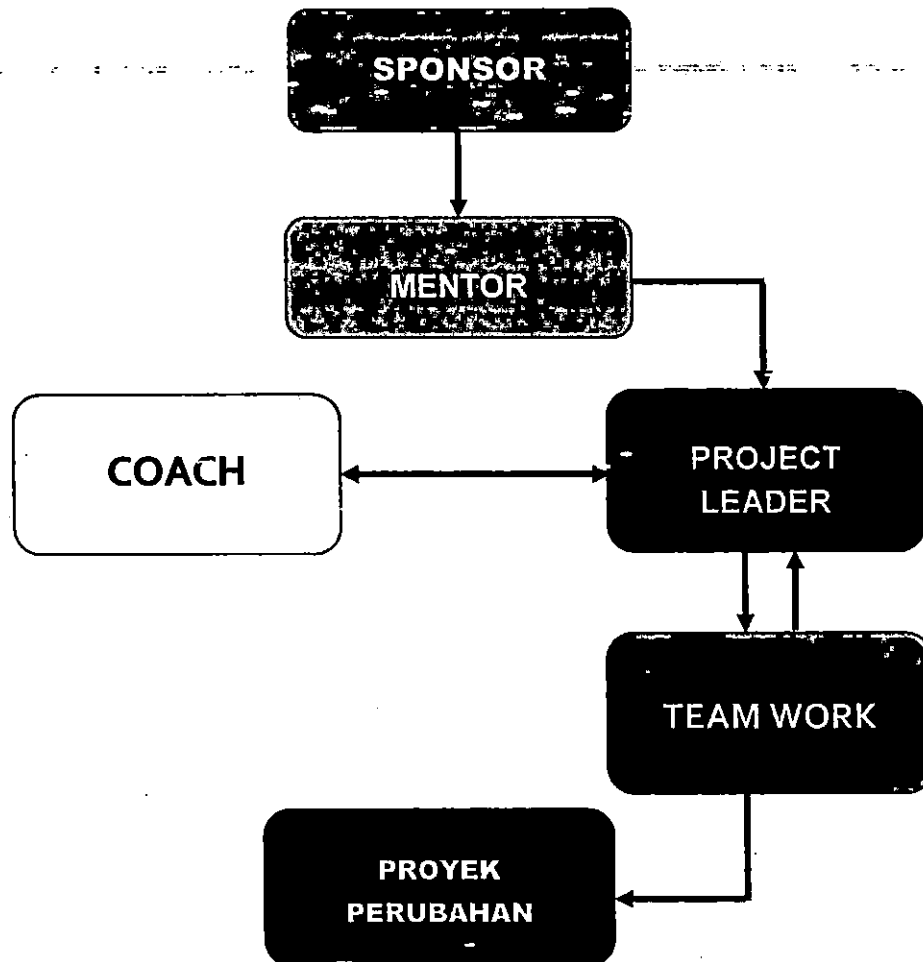 SPONSOR
MENTOR
COACH
PROJECT
LEADER
TEAM WORK
PROYEK
PERUBAHAN